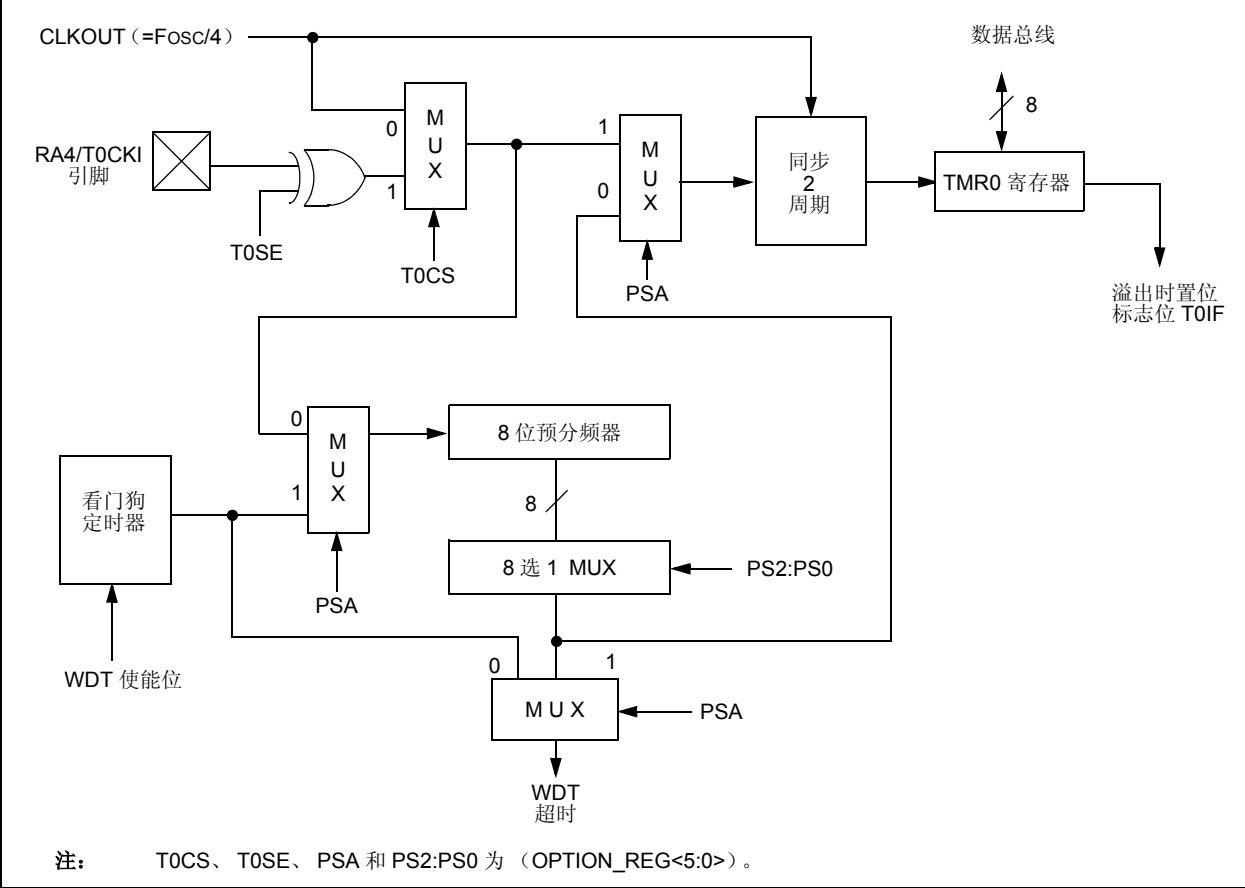 CLKOUT（=FOSC/4）
数据总线
8
M
U
X
0
1
RA4/T0CKI
引脚
T0SE
T0CS
1
0
M
U
X
PSA
同步
2
周期
TMR0 寄存器
溢出时置位
标志位 T0IF
0
1
M
U
X
PSA
8 位预分频器
8
看门狗
定时器
8 选 1 MUX
PS2:PS0
WDT 使能位
0
1
M U X
PSA
WDT
超时
注： T0CS、 T0SE、 PSA 和 PS2:PS0 为 （OPTION_REG<5:0>）。